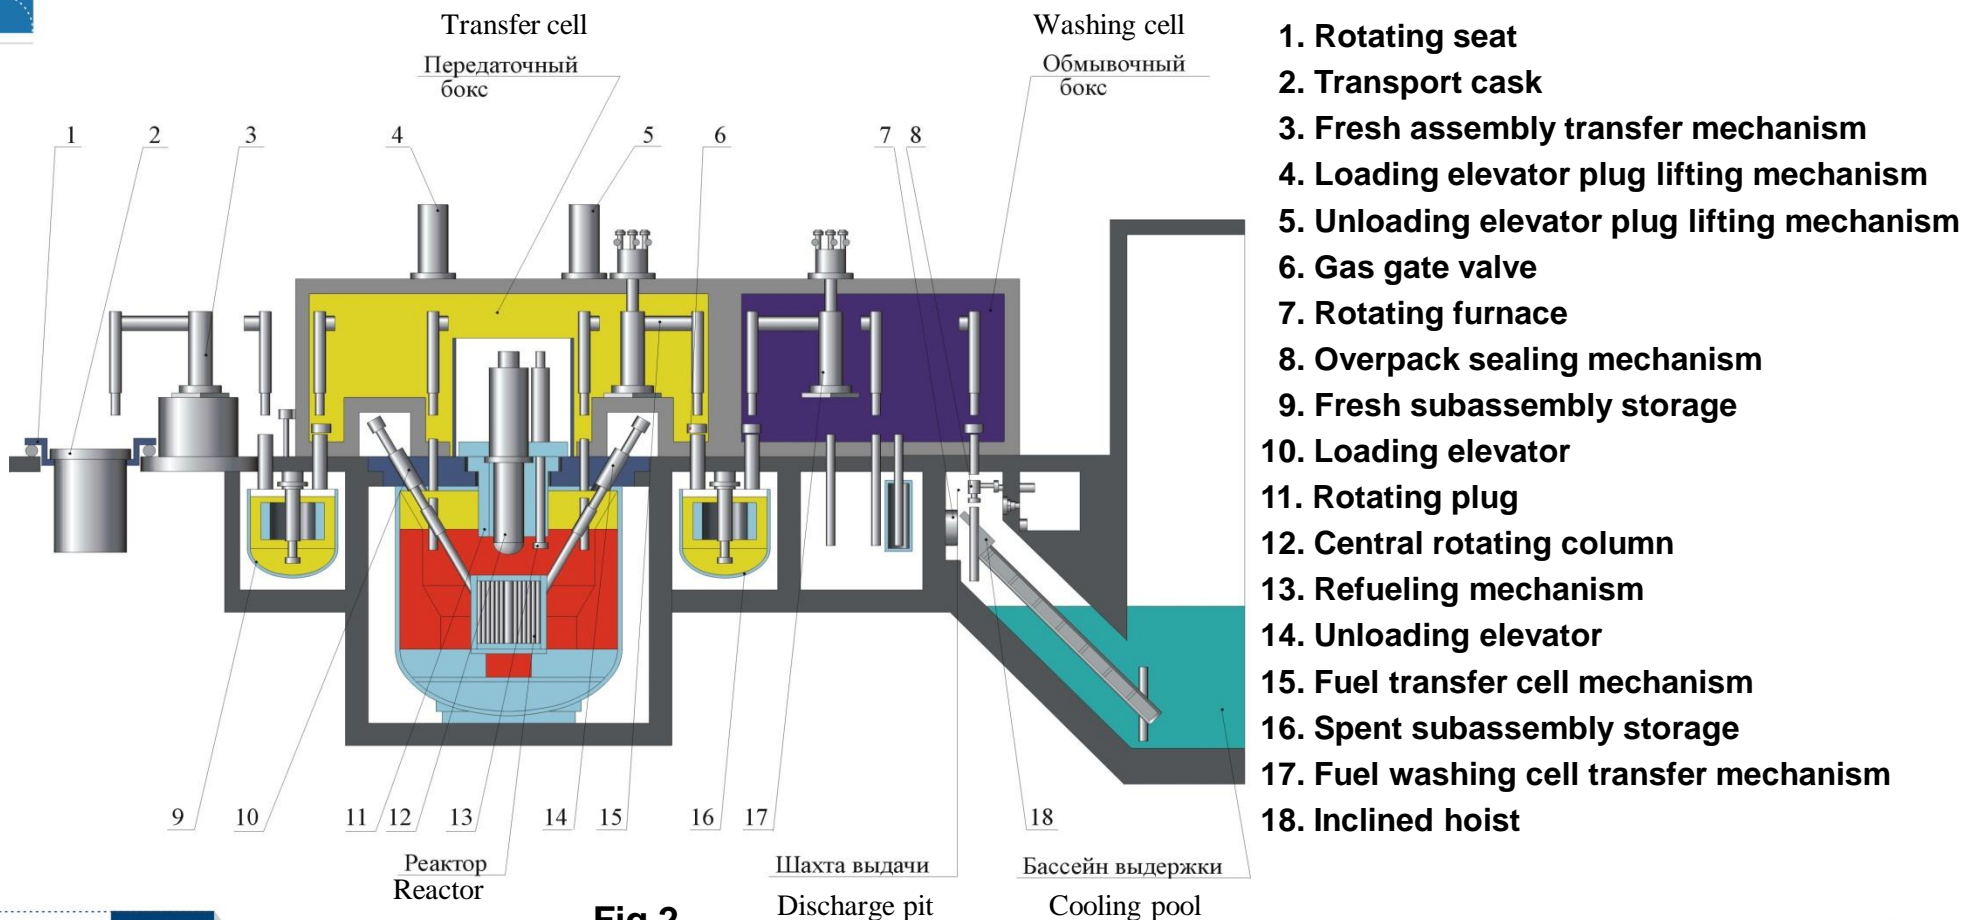 Transfer cell
Передаточный
бокс
Washing cell
Обмывочный
бокс
1
2
3
4
5
6
7
8
9
10
11
12
13
14
15
16
17
18
Реактор
Reactor
Шахта выдачи
Discharge pit
Бассейн выдержки
Cooling pool
1. Rotating seat
2. Transport cask
3. Fresh assembly transfer mechanism
4. Loading elevator plug lifting mechanism
5. Unloading elevator plug lifting mechanism
6. Gas gate valve
7. Rotating furnace
8. Overpack sealing mechanism
9. Fresh subassembly storage
10. Loading elevator
11. Rotating plug
12. Central rotating column
13. Refueling mechanism
14. Unloading elevator
15. Fuel transfer cell mechanism
16. Spent subassembly storage
17. Fuel washing cell transfer mechanism
18. Inclined hoist
Fig 2